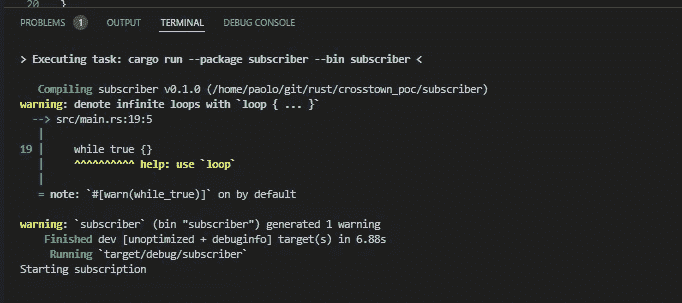 20 }
PROBLEMS 1 OUTPUT TERMINAL DEBUG CONSOLE
> Executing task: cargo run --package subscriber --bin subscriber <
Compiling subscriber v0.1.0 (/home/paolo/git/rust/crosstown_poc/subscriber)
warning: denote infinite loops with `loop { ... }`
--> src/main.rs:19:5
|
19 | while true {}
| ^^^^^^^^^^ help: use `loop`
|
= note: `#[warn(while_true)]` on by default
warning: `subscriber` (bin "subscriber") generated 1 warning
Finished dev [unoptimized + debuginfo] target(s) in 6.88s
Running `target/debug/subscriber`
Starting subscription